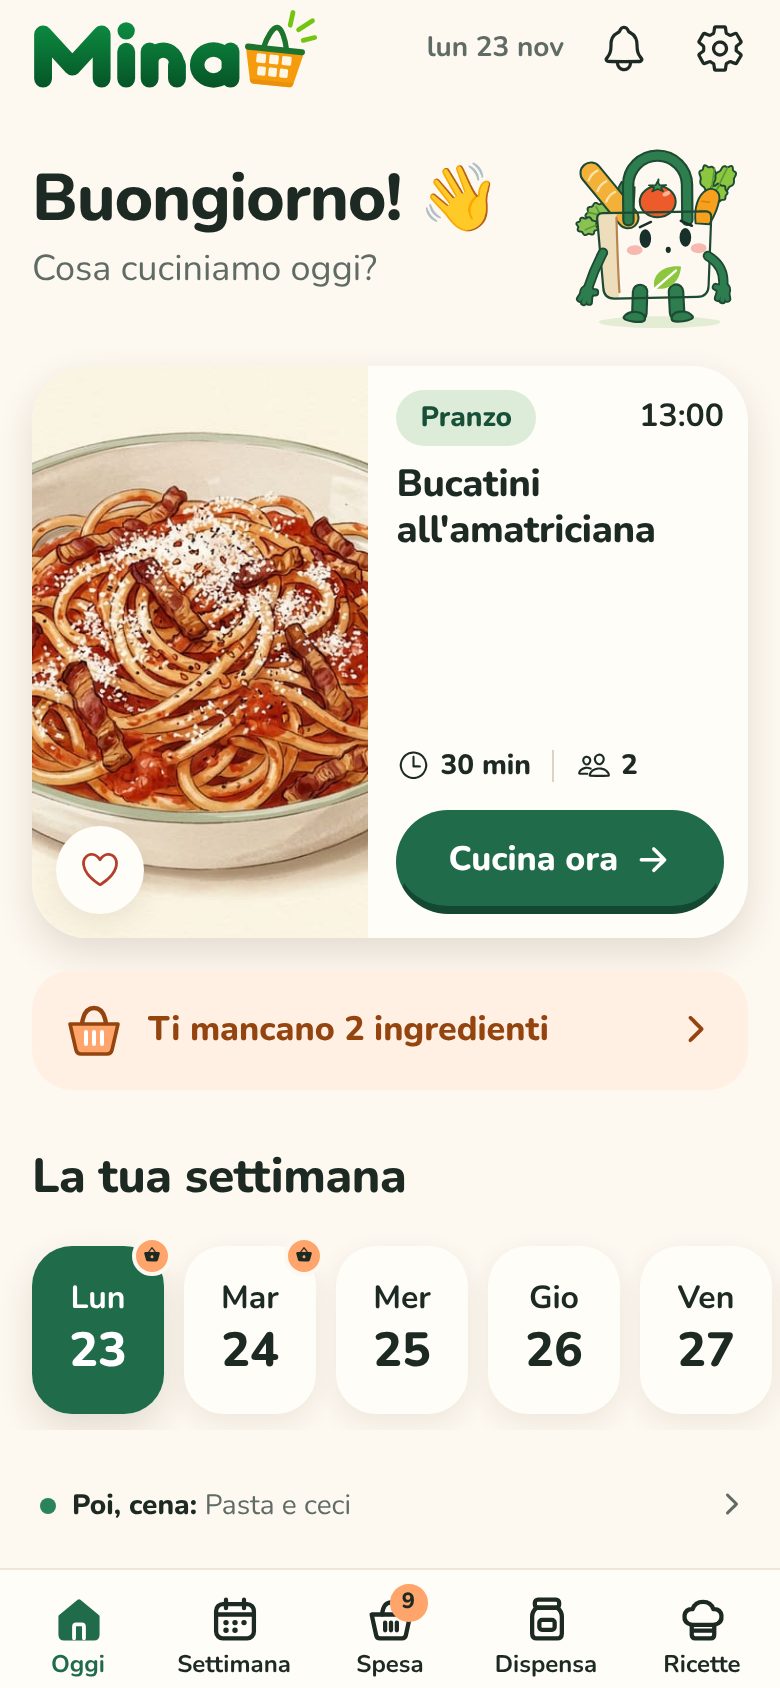 Mina
lun 23 nov
Buongiorno! 👋
Cosa cuciniamo oggi?
Pranzo
13:00
Bucatini
all'amatriciana
30 min
2
Cucina ora →
Ti mancano 2 ingredienti
La tua settimana
Lun
23
Mar
24
Mer
25
Gio
26
Ven
27
Poi, cena: Pasta e ceci
9
Oggi
Settimana
Spesa
Dispensa
Ricette